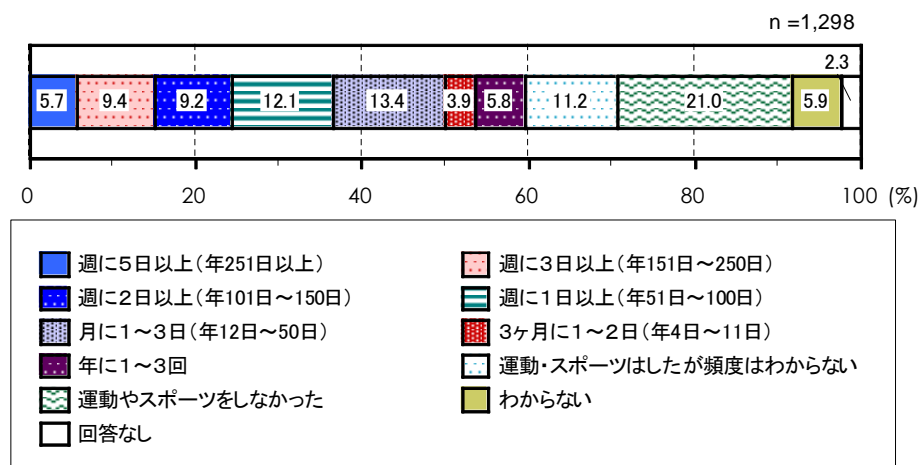 n =1,298
2.3
5.7 9.4 9.2 12.1 13.4 3.9 5.8 11.2 21.0 5.9
0 20 40 60 80 100 (%)
週に5日以上(年251日以上) 週に3日以上(年151日~250日)
週に2日以上(年101日~150日) 週に1日以上(年51日~100日)
月に1~3日(年12日~50日) 3ヶ月に1~2日(年4日~11日)
年に1~3回 運動・スポーツはしたが頻度はわからない
運動やスポーツをしなかった わからない
回答なし